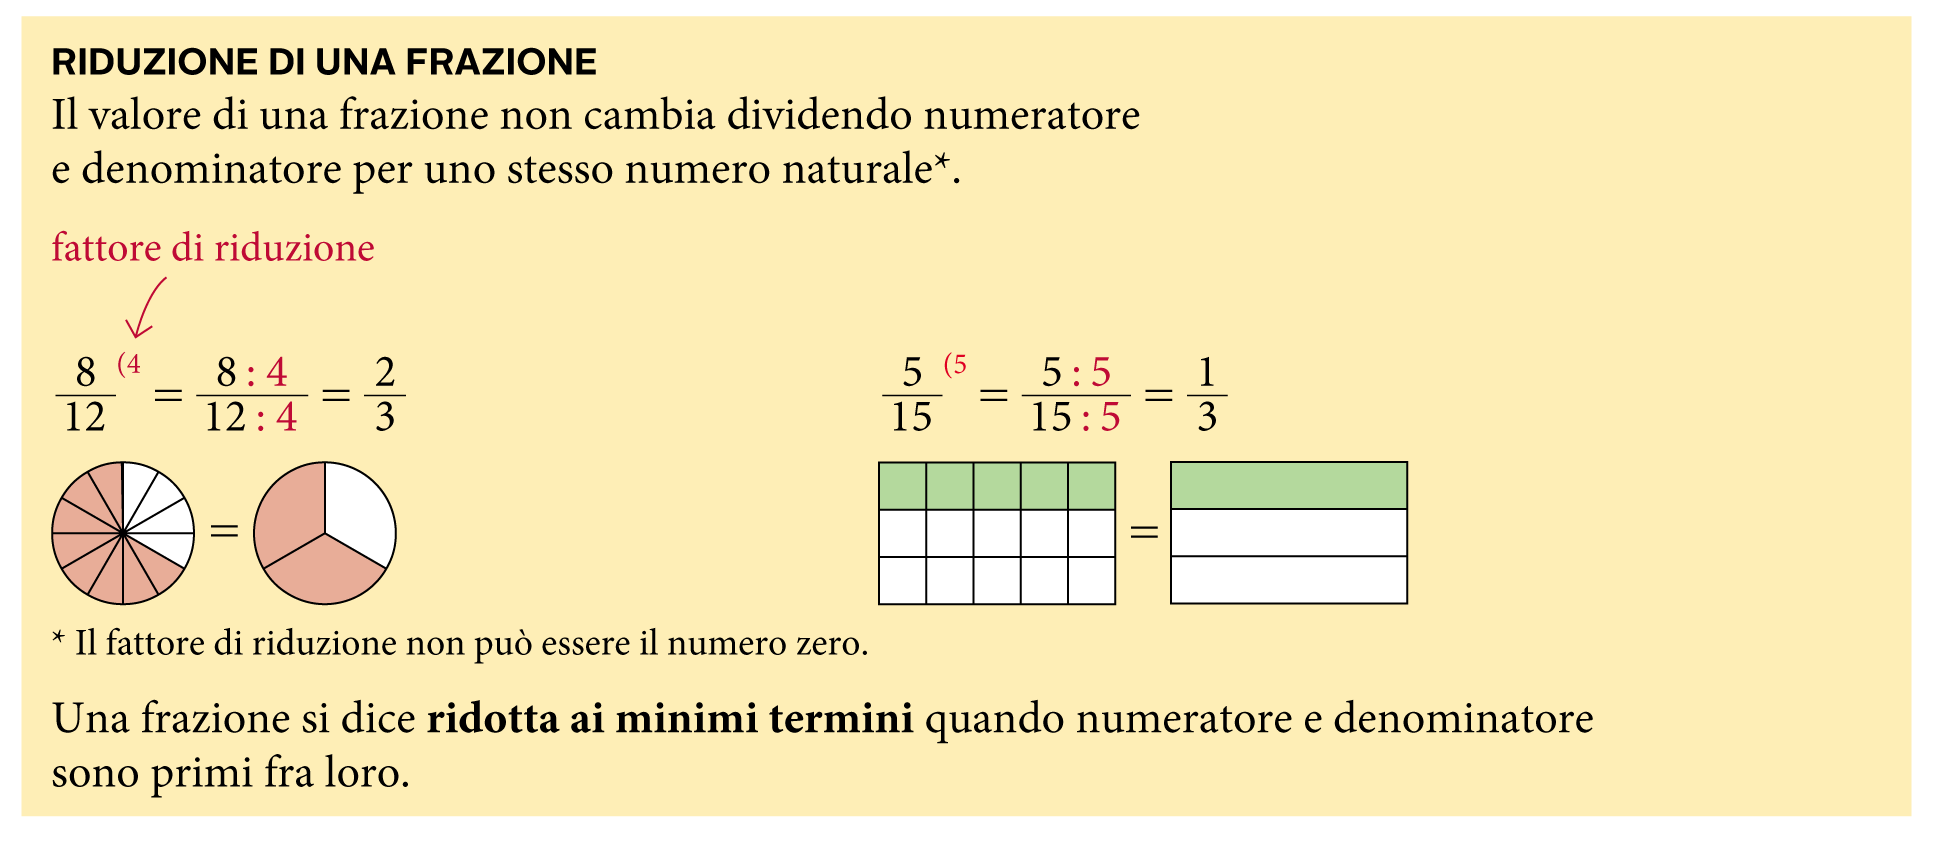 RIDUZIONE DI UNA FRAZIONE
Il valore di una frazione non cambia dividendo numeratore
e denominatore per uno stesso numero naturale*.
fattore di riduzione
8/12 (4 = 8 : 4/12 : 4 = 2/3
5/15 (5 = 5 : 5/15 : 5 = 1/3
=
=
* Il fattore di riduzione non può essere il numero zero.
Una frazione si dice ridotta ai minimi termini quando numeratore e denominatore
sono primi fra loro.